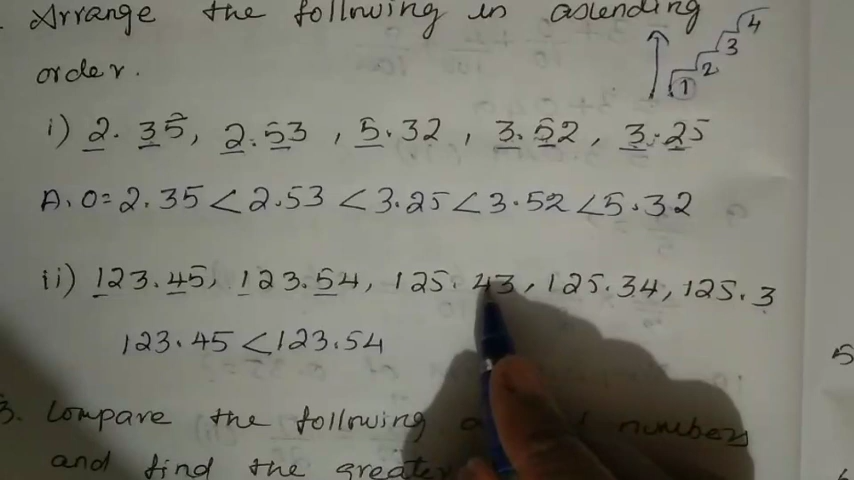 Arrange the following in ascending
order.
1 2 3 4
i) 2.35, 2.53, 5.32, 3.52, 3.25
A.O=2.35<2.53<3.25<3.52<5.32
ii) 123.45, 123.54, 125.43, 125.34, 125.3
123.45<123.54
3. Compare the following numbers
and find the greater
5